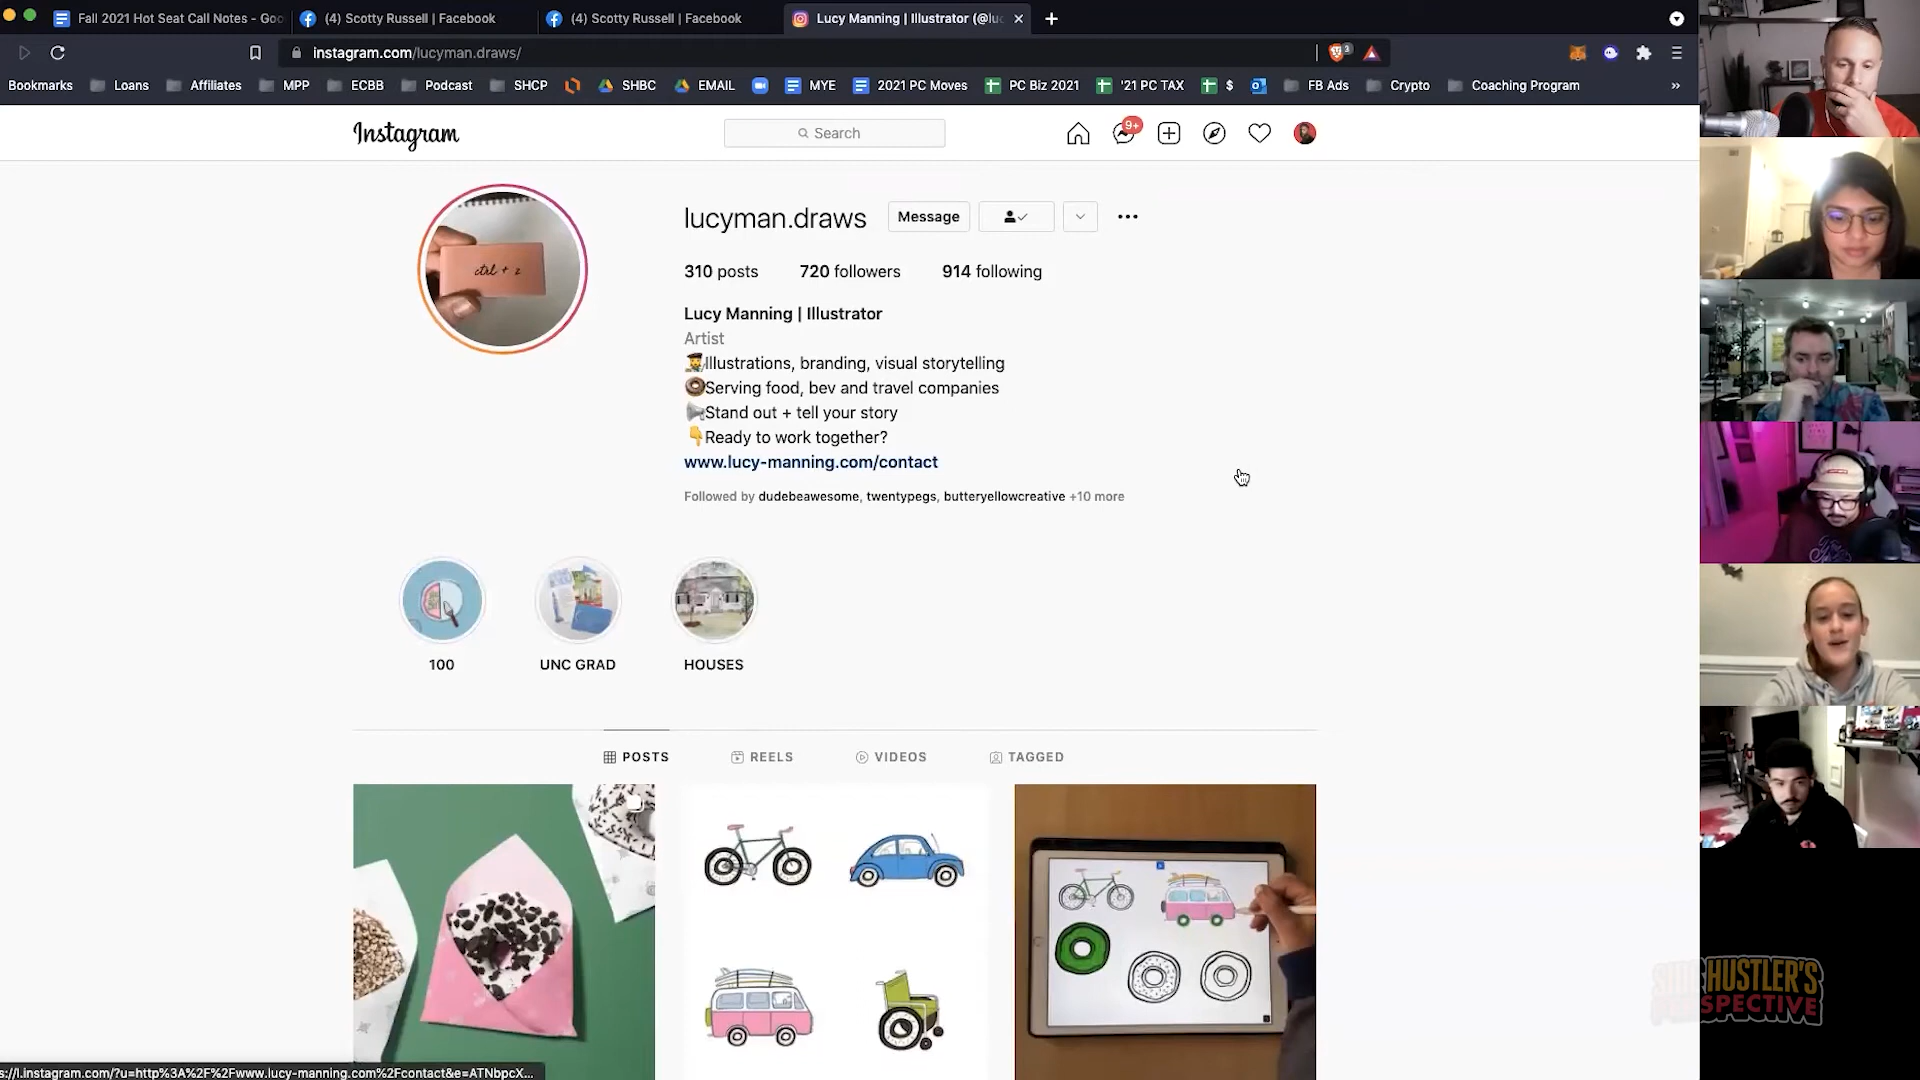 Fall 2021 Hot Seat Call Notes - Goo
(4) Scotty Russell | Facebook
(4) Scotty Russell | Facebook
Lucy Manning | Illustrator (@luc
instagram.com/lucyman.draws/
3
Bookmarks
Loans
Affiliates
MPP
ECBB
Podcast
SHCP
SHBC
EMAIL
MYE
2021 PC Moves
PC Biz 2021
'21 PC TAX
$
FB Ads
Crypto
Coaching Program
»
Instagram
Search
9+
ctrl + z
lucyman.draws
Message
310 posts 720 followers 914 following
Lucy Manning | Illustrator
Artist
👩‍🎨Illustrations, branding, visual storytelling
🍩Serving food, bev and travel companies
📢Stand out + tell your story
👇Ready to work together?
www.lucy-manning.com/contact
Followed by dudebeawesome, twentypegs, butteryellowcreative +10 more
100
UNC GRAD
HOUSES
POSTS
REELS
VIDEOS
TAGGED
SIDE HUSTLER'S
PERSPECTIVE
s://l.instagram.com/?u=http%3A%2F%2Fwww.lucy-manning.com%2Fcontact&e=ATNbpcX...